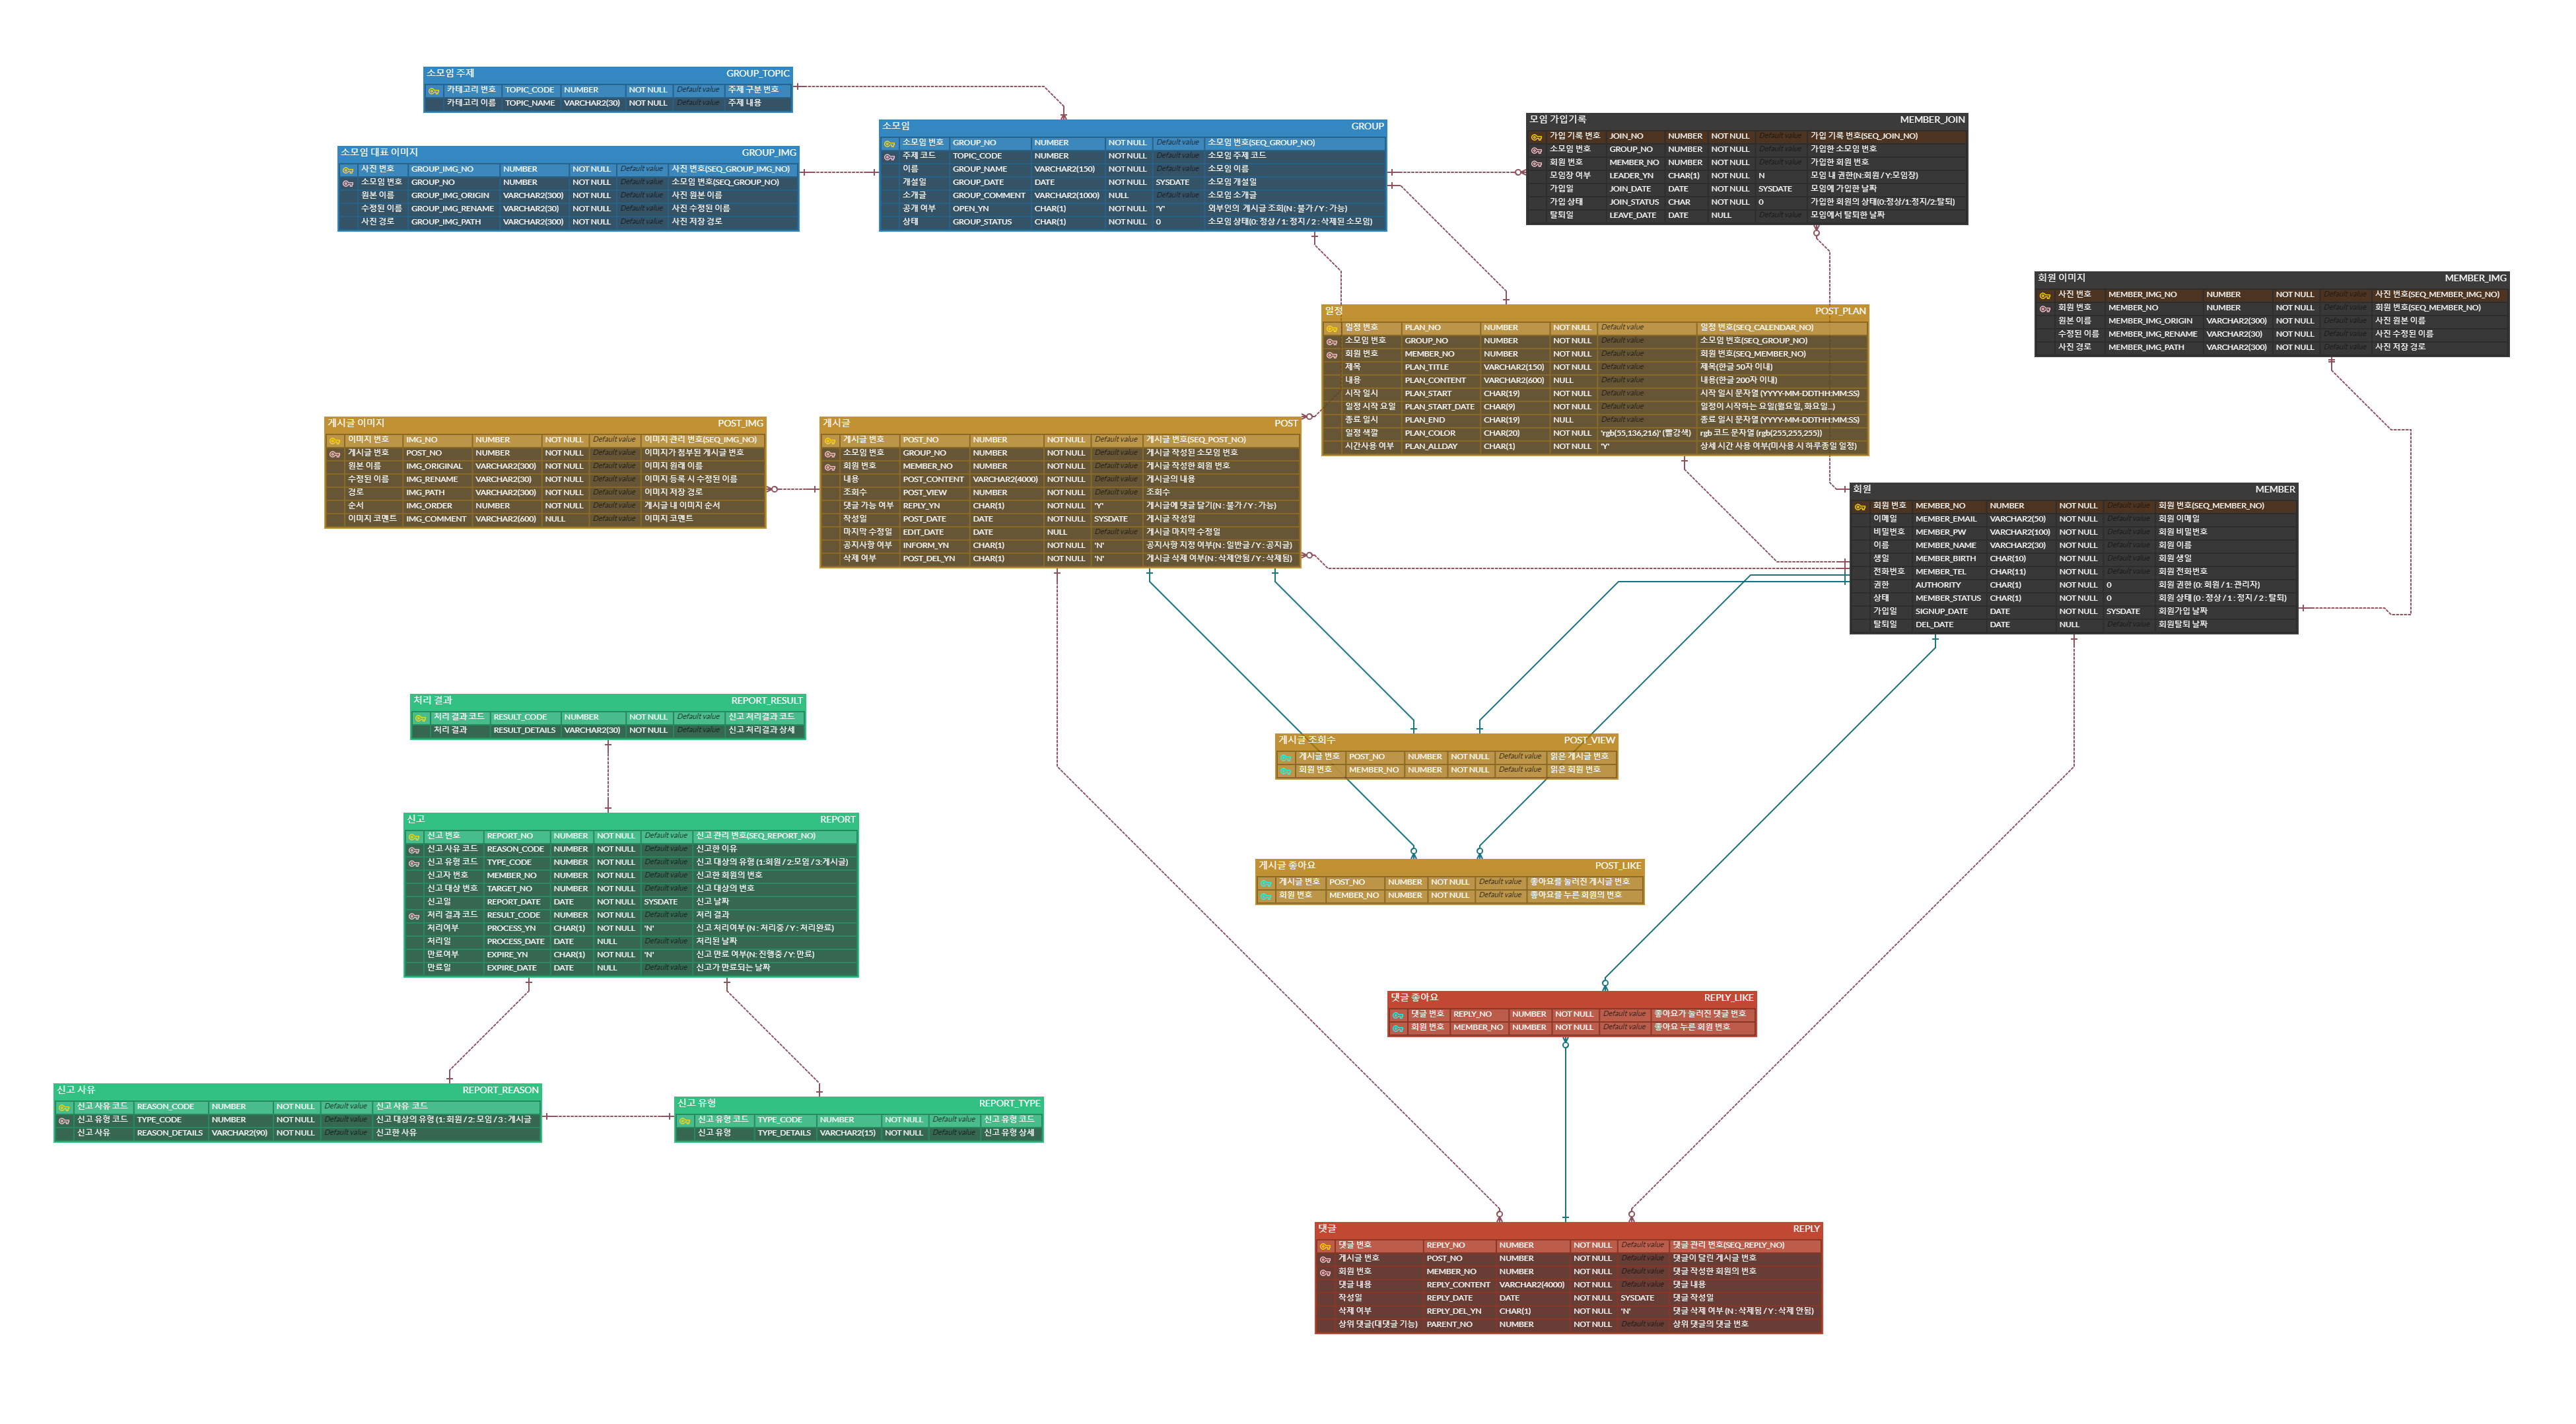 소모임 주제 GROUP_TOPIC
카테고리 번호 TOPIC_CODE NUMBER NOT NULL Default value 주제 구분 번호
카테고리 이름 TOPIC_NAME VARCHAR2(30) NOT NULL Default value 주제 내용
소모임 대표 이미지 GROUP_IMG
사진 번호 GROUP_IMG_NO NUMBER NOT NULL Default value 사진 번호(SEQ_GROUP_IMG_NO)
소모임 번호 GROUP_NO NUMBER NOT NULL Default value 소모임 번호(SEQ_GROUP_NO)
원본 이름 GROUP_IMG_ORIGIN VARCHAR2(300) NOT NULL Default value 사진 원본 이름
수정된 이름 GROUP_IMG_RENAME VARCHAR2(30) NOT NULL Default value 사진 수정된 이름
사진 경로 GROUP_IMG_PATH VARCHAR2(300) NOT NULL Default value 사진 저장 경로
소모임 GROUP
소모임 번호 GROUP_NO NUMBER NOT NULL Default value 소모임 번호(SEQ_GROUP_NO)
주제 코드 TOPIC_CODE NUMBER NOT NULL Default value 소모임 주제 코드
이름 GROUP_NAME VARCHAR2(150) NOT NULL Default value 소모임 이름
개설일 GROUP_DATE DATE NOT NULL SYSDATE 소모임 개설일
소개글 GROUP_COMMENT VARCHAR2(1000) NULL Default value 소모임 소개글
공개 여부 OPEN_YN CHAR(1) NOT NULL 'Y' 외부인의 게시글 조회(N : 불가 / Y : 가능)
상태 GROUP_STATUS CHAR(1) NOT NULL 0 소모임 상태(0: 정상 / 1: 정지 / 2 : 삭제된 소모임)
모임 가입기록 MEMBER_JOIN
가입 기록 번호 JOIN_NO NUMBER NOT NULL Default value 가입 기록 번호(SEQ_JOIN_NO)
소모임 번호 GROUP_NO NUMBER NOT NULL Default value 가입한 소모임 번호
회원 번호 MEMBER_NO NUMBER NOT NULL Default value 가입한 회원 번호
모임장 여부 LEADER_YN CHAR(1) NOT NULL N 모임 내 권한(N:회원 / Y:모임장)
가입일 JOIN_DATE DATE NOT NULL SYSDATE 모임에 가입한 날짜
가입 상태 JOIN_STATUS CHAR NOT NULL 0 가입한 회원의 상태(0:정상/1:정지/2:탈퇴)
탈퇴일 LEAVE_DATE DATE NULL Default value 모임에서 탈퇴한 날짜
회원 이미지 MEMBER_IMG
사진 번호 MEMBER_IMG_NO NUMBER NOT NULL Default value 사진 번호(SEQ_MEMBER_IMG_NO)
회원 번호 MEMBER_NO NUMBER NOT NULL Default value 회원 번호(SEQ_MEMBER_NO)
원본 이름 MEMBER_IMG_ORIGIN VARCHAR2(300) NOT NULL Default value 사진 원본 이름
수정된 이름 MEMBER_IMG_RENAME VARCHAR2(30) NOT NULL Default value 사진 수정된 이름
사진 경로 MEMBER_IMG_PATH VARCHAR2(300) NOT NULL Default value 사진 저장 경로
일정 POST_PLAN
일정 번호 PLAN_NO NUMBER NOT NULL Default value 일정 번호(SEQ_CALENDAR_NO)
소모임 번호 GROUP_NO NUMBER NOT NULL Default value 소모임 번호(SEQ_GROUP_NO)
회원 번호 MEMBER_NO NUMBER NOT NULL Default value 회원 번호(SEQ_MEMBER_NO)
제목 PLAN_TITLE VARCHAR2(150) NOT NULL Default value 제목(한글 50자 이내)
내용 PLAN_CONTENT VARCHAR2(600) NULL Default value 내용(한글 200자 이내)
시작 일시 PLAN_START CHAR(19) NOT NULL Default value 시작 일시 문자열 (YYYY-MM-DDTHH:MM:SS)
일정 시작 요일 PLAN_START_DATE CHAR(9) NOT NULL Default value 일정이 시작하는 요일(월요일, 화요일...)
종료 일시 PLAN_END CHAR(19) NULL Default value 종료 일시 문자열 (YYYY-MM-DDTHH:MM:SS)
일정 색깔 PLAN_COLOR CHAR(20) NOT NULL 'rgb(55,136,216)' (빨강색) rgb 코드 문자열 (rgb(255,255,255))
시간사용 여부 PLAN_ALLDAY CHAR(1) NOT NULL 'Y' 상세 시간 사용 여부(미사용 시 하루종일 일정)
게시글 이미지 POST_IMG
이미지 번호 IMG_NO NUMBER NOT NULL Default value 이미지 관리 번호(SEQ_IMG_NO)
게시글 번호 POST_NO NUMBER NOT NULL Default value 이미지가 첨부된 게시글 번호
원본 이름 IMG_ORIGINAL VARCHAR2(300) NOT NULL Default value 이미지 원래 이름
수정된 이름 IMG_RENAME VARCHAR2(30) NOT NULL Default value 이미지 등록 시 수정된 이름
경로 IMG_PATH VARCHAR2(300) NOT NULL Default value 이미지 저장 경로
순서 IMG_ORDER NUMBER NOT NULL Default value 게시글 내 이미지 순서
이미지 코멘트 IMG_COMMENT VARCHAR2(600) NULL Default value 이미지 코멘트
게시글 POST
게시글 번호 POST_NO NUMBER NOT NULL Default value 게시글 번호(SEQ_POST_NO)
소모임 번호 GROUP_NO NUMBER NOT NULL Default value 게시글 작성된 소모임 번호
회원 번호 MEMBER_NO NUMBER NOT NULL Default value 게시글 작성한 회원 번호
내용 POST_CONTENT VARCHAR2(4000) NOT NULL Default value 게시글의 내용
조회수 POST_VIEW NUMBER NOT NULL Default value 조회수
댓글 가능 여부 REPLY_YN CHAR(1) NOT NULL 'Y' 게시글에 댓글 달기(N : 불가 / Y : 가능)
작성일 POST_DATE DATE NOT NULL SYSDATE 게시글 작성일
마지막 수정일 EDIT_DATE DATE NULL Default value 게시글 마지막 수정일
공지사항 여부 INFORM_YN CHAR(1) NOT NULL 'N' 공지사항 지정 여부(N : 일반글 / Y : 공지글)
삭제 여부 POST_DEL_YN CHAR(1) NOT NULL 'N' 게시글 삭제 여부(N : 삭제안됨 / Y : 삭제됨)
회원 MEMBER
회원 번호 MEMBER_NO NUMBER NOT NULL Default value 회원 번호(SEQ_MEMBER_NO)
이메일 MEMBER_EMAIL VARCHAR2(50) NOT NULL Default value 회원 이메일
비밀번호 MEMBER_PW VARCHAR2(100) NOT NULL Default value 회원 비밀번호
이름 MEMBER_NAME VARCHAR2(30) NOT NULL Default value 회원 이름
생일 MEMBER_BIRTH CHAR(10) NOT NULL Default value 회원 생일
전화번호 MEMBER_TEL CHAR(11) NOT NULL Default value 회원 전화번호
권한 AUTHORITY CHAR(1) NOT NULL 0 회원 권한 (0: 회원 / 1: 관리자)
상태 MEMBER_STATUS CHAR(1) NOT NULL 0 회원 상태 (0 : 정상 / 1 : 정지 / 2 : 탈퇴)
가입일 SIGNUP_DATE DATE NOT NULL SYSDATE 회원가입 날짜
탈퇴일 DEL_DATE DATE NULL Default value 회원탈퇴 날짜
처리 결과 REPORT_RESULT
처리 결과 코드 RESULT_CODE NUMBER NOT NULL Default value 신고 처리결과 코드
처리 결과 RESULT_DETAILS VARCHAR2(30) NOT NULL Default value 신고 처리결과 상세
게시글 조회수 POST_VIEW
게시글 번호 POST_NO NUMBER NOT NULL Default value 읽은 게시글 번호
회원 번호 MEMBER_NO NUMBER NOT NULL Default value 읽은 회원 번호
신고 REPORT
신고 번호 REPORT_NO NUMBER NOT NULL Default value 신고 관리 번호(SEQ_REPORT_NO)
신고 사유 코드 REASON_CODE NUMBER NOT NULL Default value 신고한 이유
신고 유형 코드 TYPE_CODE NUMBER NOT NULL Default value 신고 대상의 유형 (1:회원 / 2:모임 / 3:게시글)
신고자 번호 MEMBER_NO NUMBER NOT NULL Default value 신고한 회원의 번호
신고 대상 번호 TARGET_NO NUMBER NOT NULL Default value 신고 대상의 번호
신고일 REPORT_DATE DATE NOT NULL SYSDATE 신고 날짜
처리 결과 코드 RESULT_CODE NUMBER NOT NULL Default value 처리 결과
처리여부 PROCESS_YN CHAR(1) NOT NULL 'N' 신고 처리여부 (N : 처리중 / Y : 처리완료)
처리일 PROCESS_DATE DATE NULL Default value 처리된 날짜
만료여부 EXPIRE_YN CHAR(1) NOT NULL 'N' 신고 만료 여부(N: 진행중 / Y: 만료)
만료일 EXPIRE_DATE DATE NULL Default value 신고가 만료되는 날짜
게시글 좋아요 POST_LIKE
게시글 번호 POST_NO NUMBER NOT NULL Default value 좋아요를 눌러진 게시글 번호
회원 번호 MEMBER_NO NUMBER NOT NULL Default value 좋아요를 누른 회원의 번호
댓글 좋아요 REPLY_LIKE
댓글 번호 REPLY_NO NUMBER NOT NULL Default value 좋아요가 눌러진 댓글 번호
회원 번호 MEMBER_NO NUMBER NOT NULL Default value 좋아요 누른 회원 번호
신고 사유 REPORT_REASON
신고 사유 코드 REASON_CODE NUMBER NOT NULL Default value 신고 사유 코드
신고 유형 코드 TYPE_CODE NUMBER NOT NULL Default value 신고 대상의 유형 (1: 회원 / 2: 모임 / 3 : 게시글
신고 사유 REASON_DETAILS VARCHAR2(90) NOT NULL Default value 신고한 사유
신고 유형 REPORT_TYPE
신고 유형 코드 TYPE_CODE NUMBER NOT NULL Default value 신고 유형 코드
신고 유형 TYPE_DETAILS VARCHAR2(15) NOT NULL Default value 신고 유형 상세
댓글 REPLY
댓글 번호 REPLY_NO NUMBER NOT NULL Default value 댓글 관리 번호(SEQ_REPLY_NO)
게시글 번호 POST_NO NUMBER NOT NULL Default value 댓글이 달린 게시글 번호
회원 번호 MEMBER_NO NUMBER NOT NULL Default value 댓글 작성한 회원의 번호
댓글 내용 REPLY_CONTENT VARCHAR2(4000) NOT NULL Default value 댓글 내용
작성일 REPLY_DATE DATE NOT NULL SYSDATE 댓글 작성일
삭제 여부 REPLY_DEL_YN CHAR(1) NOT NULL 'N' 댓글 삭제 여부 (N : 삭제됨 / Y : 삭제 안됨)
상위 댓글(대댓글 기능) PARENT_NO NUMBER NOT NULL Default value 상위 댓글의 댓글 번호